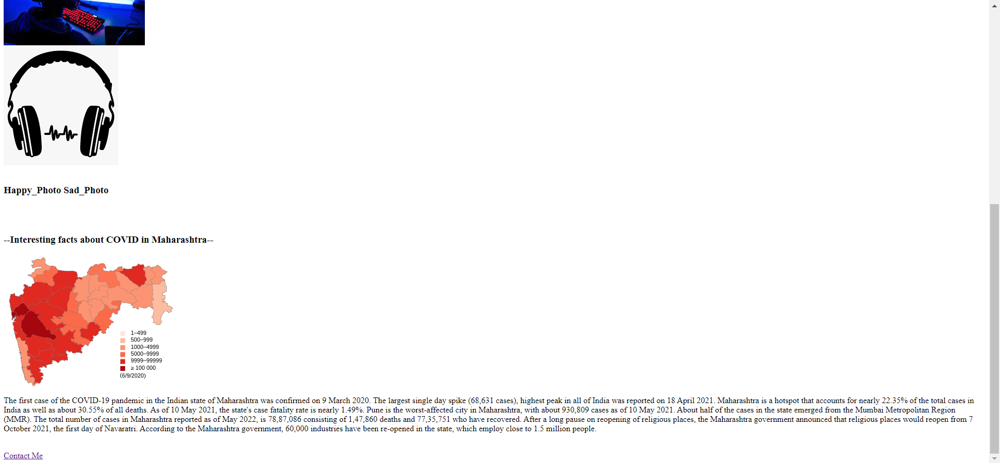 Happy_Photo Sad_Photo
--Interesting facts about COVID in Maharashtra--
1–499
500–999
1000–4999
5000–9999
9999–99999
≥ 100 000
(6/9/2020)
The first case of the COVID-19 pandemic in the Indian state of Maharashtra was confirmed on 9 March 2020. The largest single day spike (68,631 cases), highest peak in all of India was reported on 18 April 2021. Maharashtra is a hotspot that accounts for nearly 22.35% of the total cases in
India as well as about 30.55% of all deaths. As of 10 May 2021, the state's case fatality rate is nearly 1.49%. Pune is the worst-affected city in Maharashtra, with about 930,809 cases as of 10 May 2021. About half of the cases in the state emerged from the Mumbai Metropolitan Region
(MMR). The total number of cases in Maharashtra reported as of May 2022, is 78,87,086 consisting of 1,47,860 deaths and 77,35,751 who have recovered. After a long pause on reopening of religious places, the Maharashtra government announced that religious places would reopen from 7
October 2021, the first day of Navaratri. According to the Maharashtra government, 60,000 industries have been re-opened in the state, which employ close to 1.5 million people.
Contact Me